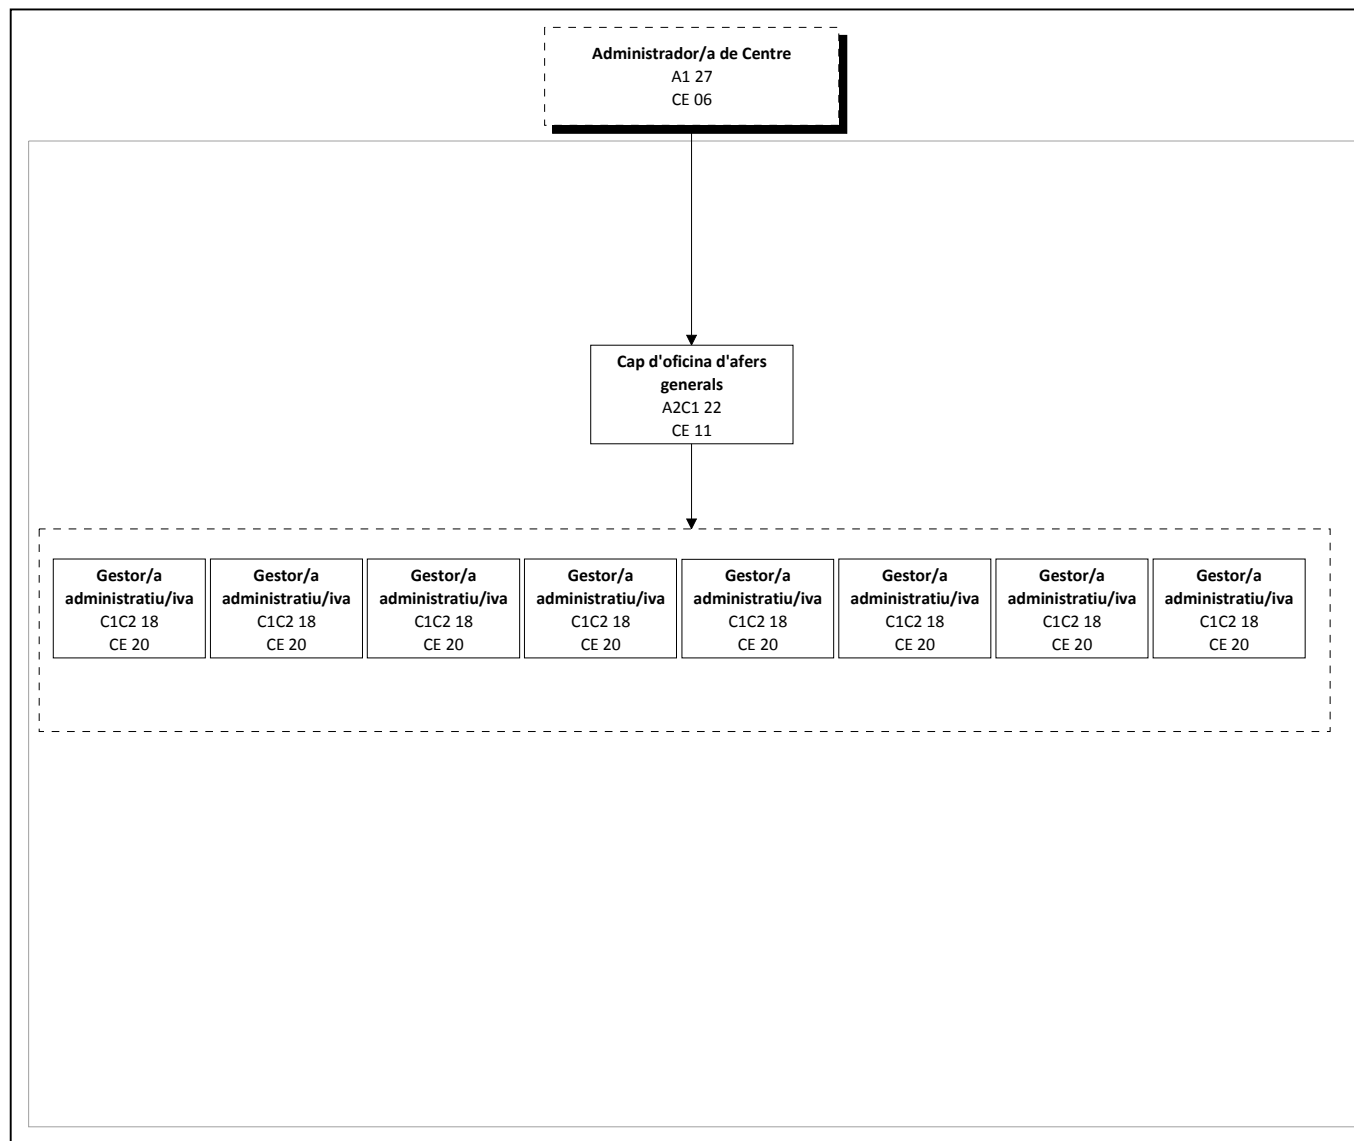 Administrador/a de Centre
A1 27
CE 06
Cap d'oficina d'afers
generals
A2C1 22
CE 11
Gestor/a
administratiu/iva
C1C2 18
CE 20
Gestor/a
administratiu/iva
C1C2 18
CE 20
Gestor/a
administratiu/iva
C1C2 18
CE 20
Gestor/a
administratiu/iva
C1C2 18
CE 20
Gestor/a
administratiu/iva
C1C2 18
CE 20
Gestor/a
administratiu/iva
C1C2 18
CE 20
Gestor/a
administratiu/iva
C1C2 18
CE 20
Gestor/a
administratiu/iva
C1C2 18
CE 20